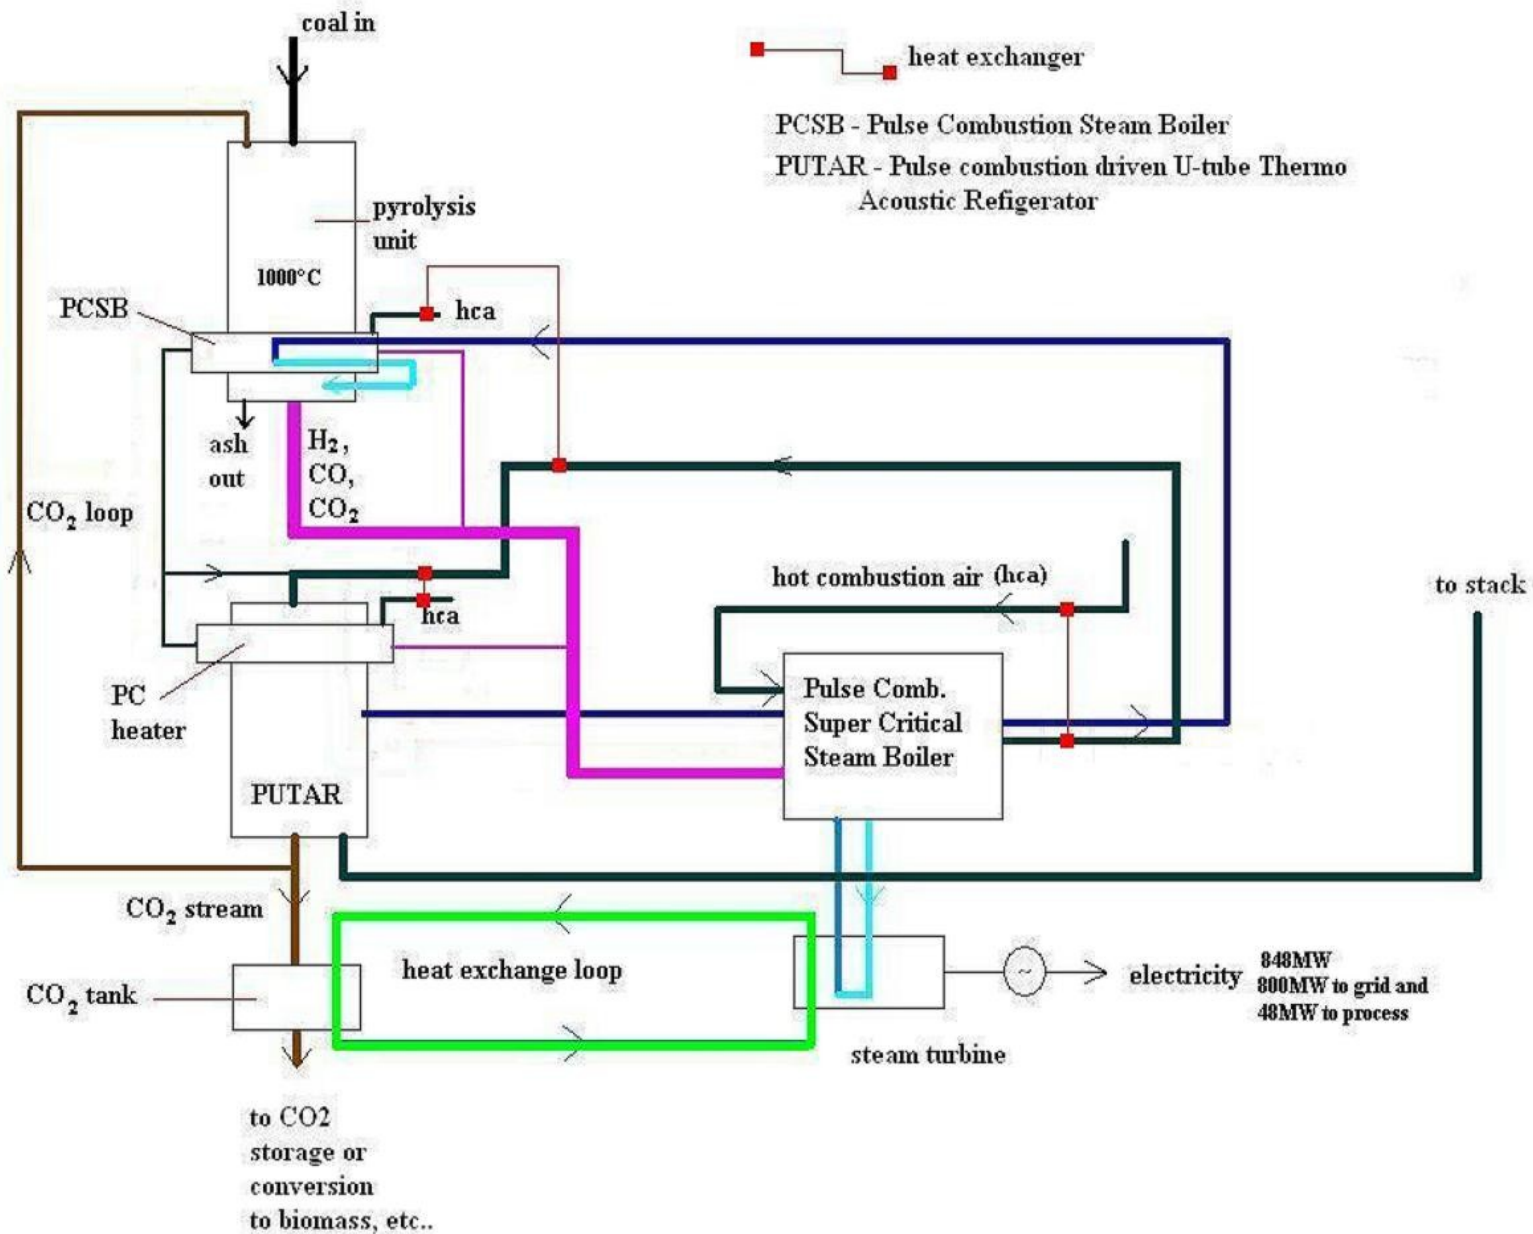 coal in
heat exchanger
PCSB - Pulse Combustion Steam Boiler
PUTAR - Pulse combustion driven U-tube Thermo
Acoustic Refigerator
pyrolysis
unit
1000°C
PCSB
hca
ash
out
H₂,
CO,
CO₂
CO₂ loop
hot combustion air (hca)
to stack
hca
PC
heater
Pulse Comb.
Super Critical
Steam Boiler
PUTAR
CO₂ stream
heat exchange loop
CO₂ tank
~
electricity
848MW
800MW to grid and
48MW to process
steam turbine
to CO2
storage or
conversion
to biomass, etc..